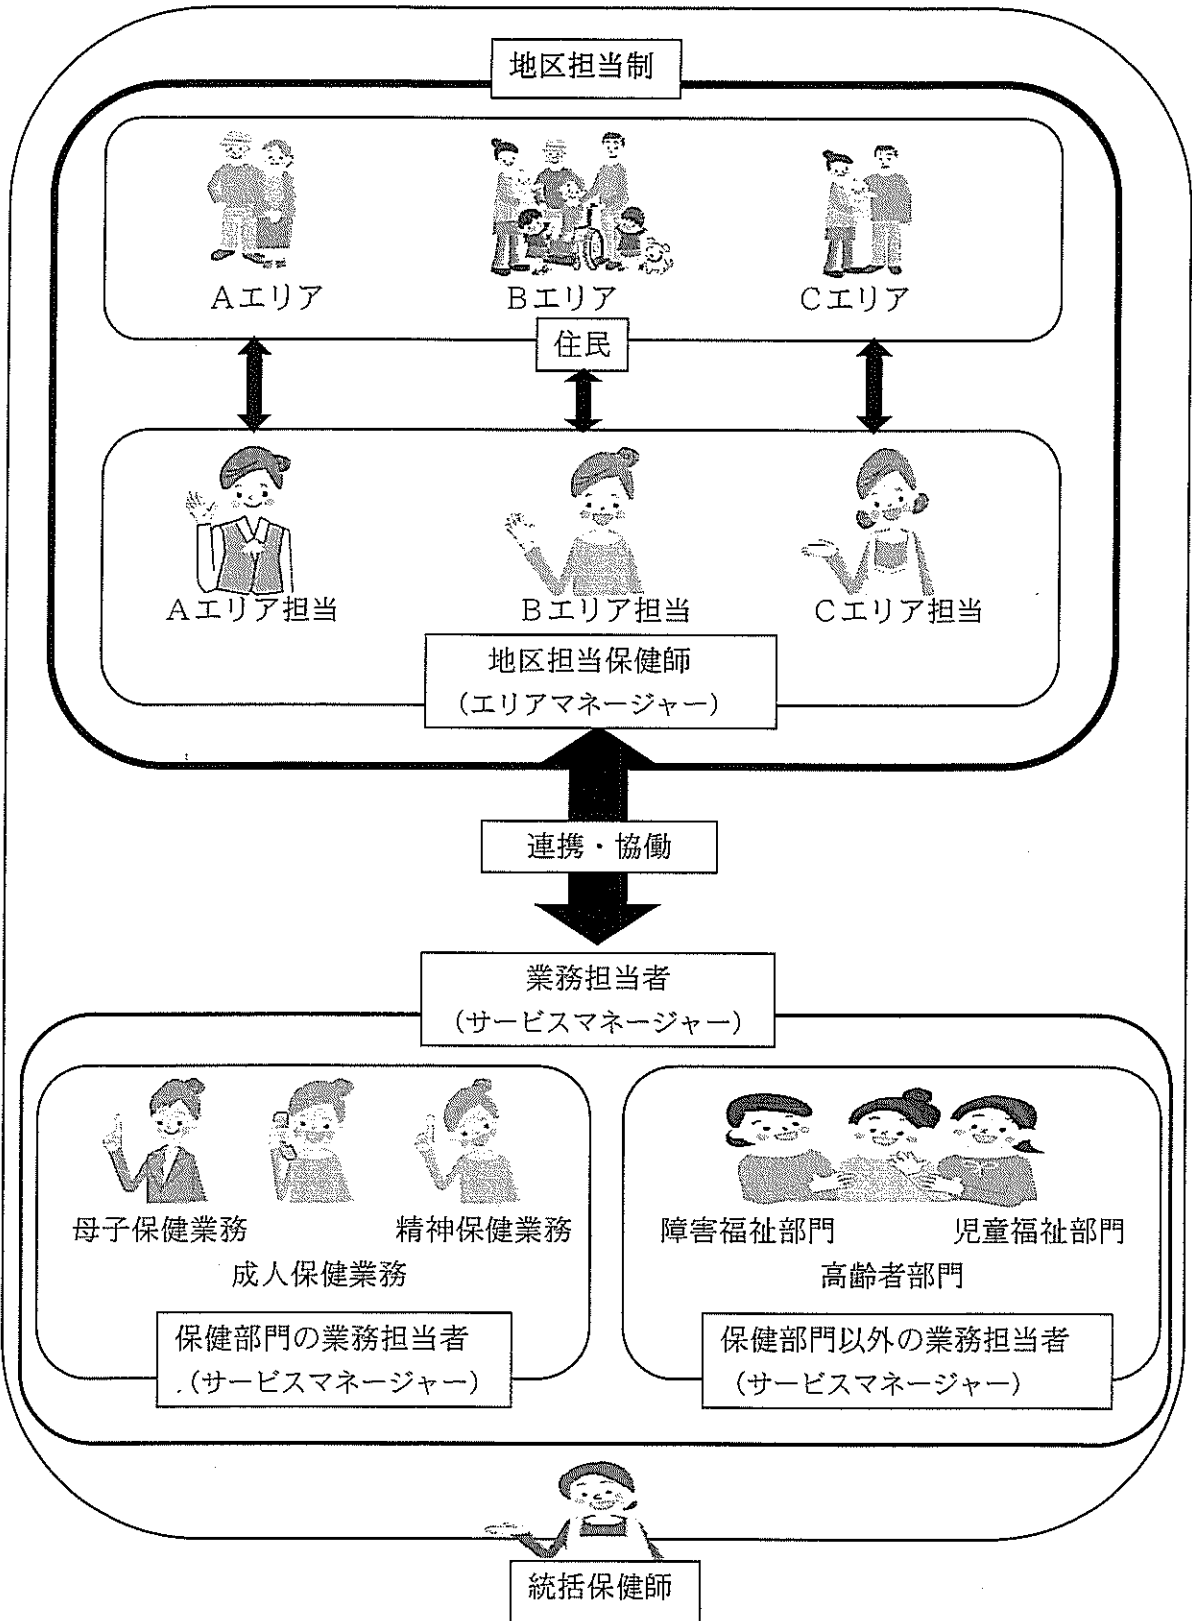 地区担当制
Aエリア
Bエリア
Cエリア
住民
Aエリア担当
Bエリア担当
Cエリア担当
地区担当保健師
(エリアマネージャー)
連携・協働
業務担当者
(サービスマネージャー)
母子保健業務
精神保健業務
成人保健業務
保健部門の業務担当者
(サービスマネージャー)
障害福祉部門
児童福祉部門
高齢者部門
保健部門以外の業務担当者
(サービスマネージャー)
統括保健師